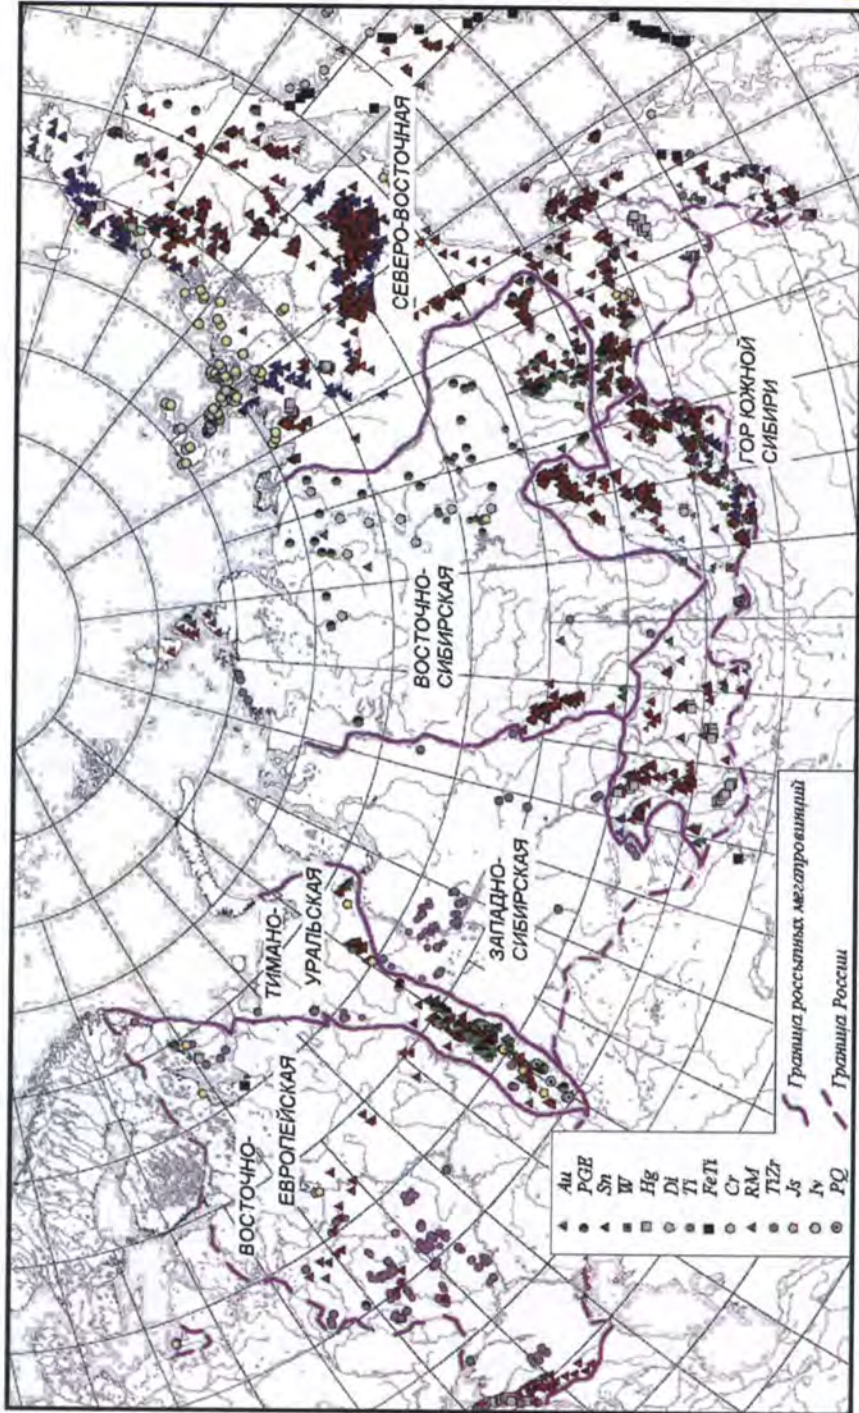 ВОСТОЧНО-
ЕВРОПЕЙСКАЯ
ТИМАНО-
УРАЛЬСКАЯ
ЗАПАДНО-
СИБИРСКАЯ
ВОСТОЧНО-
СИБИРСКАЯ
СЕВЕРО-ВОСТОЧНАЯ
ГОР ЮЖНОЙ
СИБИРИ
Au
PGE
Sn
W
Hg
Di
Ti
FeTi
Cr
RM
TiZr
Js
Iv
PQ
Граница россыпных мегапровинций
Граница России